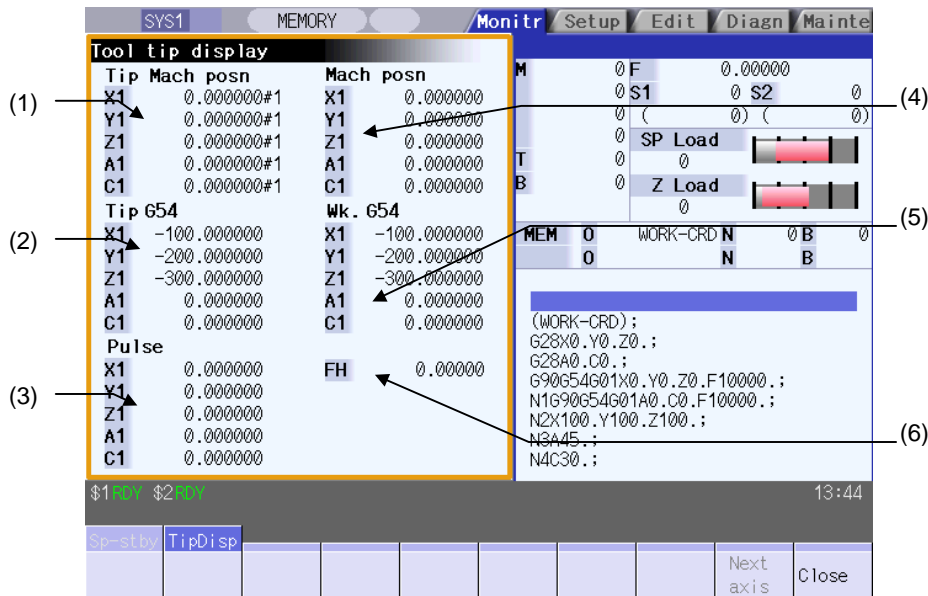 SYS1 MEMORY Monitr Setup Edit Diagn Mainte
Tool tip display
Tip Mach posn Mach posn
X1 0.000000#1 X1 0.000000
Y1 0.000000#1 Y1 0.000000
Z1 0.000000#1 Z1 0.000000
A1 0.000000#1 A1 0.000000
C1 0.000000#1 C1 0.000000
Tip G54 Wk. G54
X1 -100.000000 X1 -100.000000
Y1 -200.000000 Y1 -200.000000
Z1 -300.000000 Z1 -300.000000
A1 0.000000 A1 0.000000
C1 0.000000 C1 0.000000
Pulse
X1 0.000000 FH 0.00000
Y1 0.000000
Z1 0.000000
A1 0.000000
C1 0.000000
(1)
(2)
(3)
M 0 F 0.00000
0 S1 0 S2 0
0 ( 0) ( 0)
0 SP Load
T 0 0
B 0 Z Load
0
MEM O WORK-CRD N 0 B 0
O N B
(WORK-CRD);
G28X0.Y0.Z0.;
G28A0.C0.;
G90G54G01X0.Y0.Z0.F10000.;
N1G90G54G01A0.C0.F10000.;
N2X100.Y100.Z100.;
N3A45.;
N4C30.;
(4)
(5)
(6)
$1RDY $2RDY 13:44
Sp-stby TipDisp Next axis Close